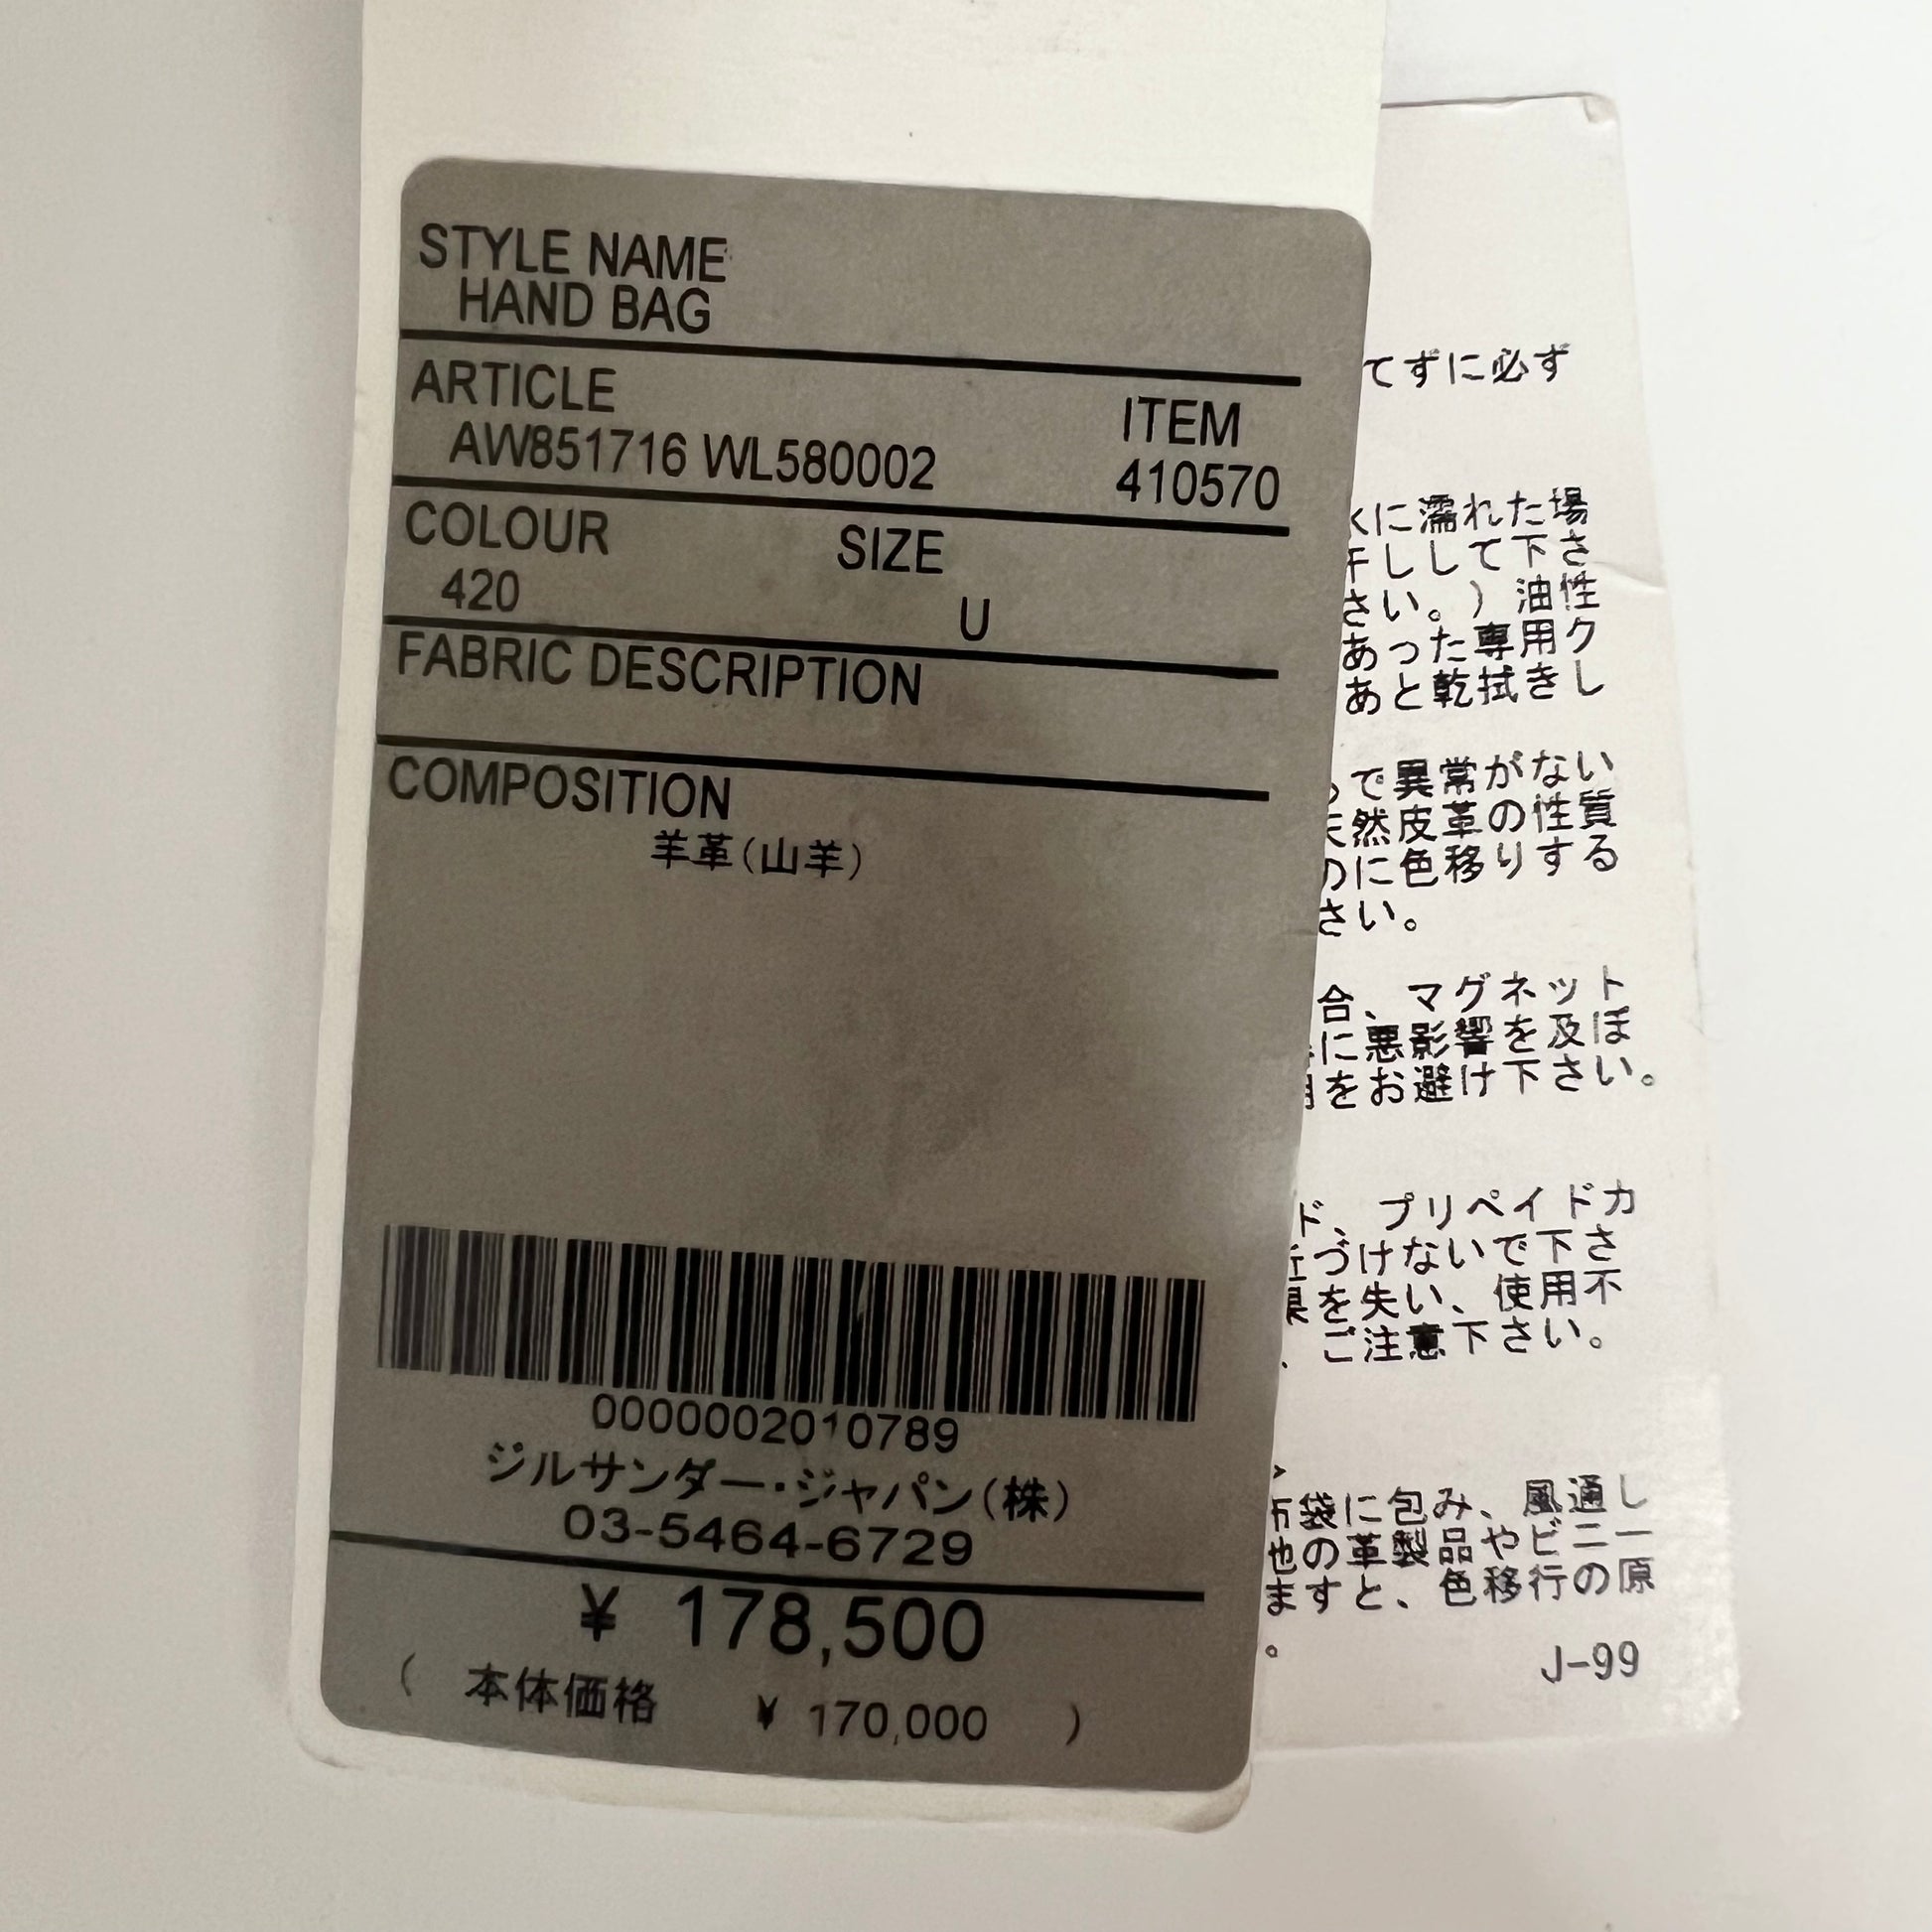 STYLE NAME
HAND BAG
ARTICLE
ITEM
AW851716 WL580002
410570
COLOUR
SIZE
420
U
FABRIC DESCRIPTION
COMPOSITION
羊革(山羊)
0000002010789
ジルサンダー・ジャパン(株)
03-5464-6729
¥ 178,500
( 本体価格 ¥ 170,000 )
てずに必ず
に濡れた場
干しして下さ
さい。)油性
あった専用ク
あと乾拭きし
で異常がない
天然皮革の性質
のに色移りする
さい。
合、マグネット
に悪影響を及ぼ
用をお避け下さい。
ド、プリペイドカ
近づけないで下さ
を失い、使用不
ご注意下さい。
布袋に包み、風通し
他の革製品やビニー
ますと、色移行の原
。
J-99